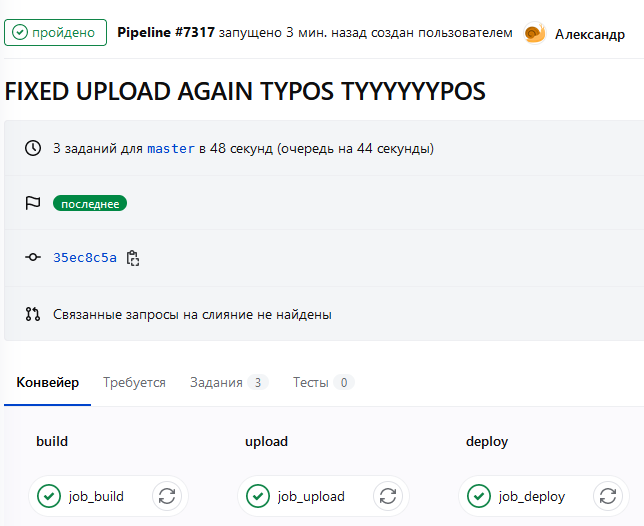 пройдено Pipeline #7317 запущено 3 мин. назад создан пользователем Александр
FIXED UPLOAD AGAIN TYPOS TYYYYYYPOS
3 заданий для master в 48 секунд (очередь на 44 секунды)
последнее
35ec8c5a
Связанные запросы на слияние не найдены
Конвейер Требуется Задания 3 Тесты 0
build upload deploy
job_build job_upload job_deploy